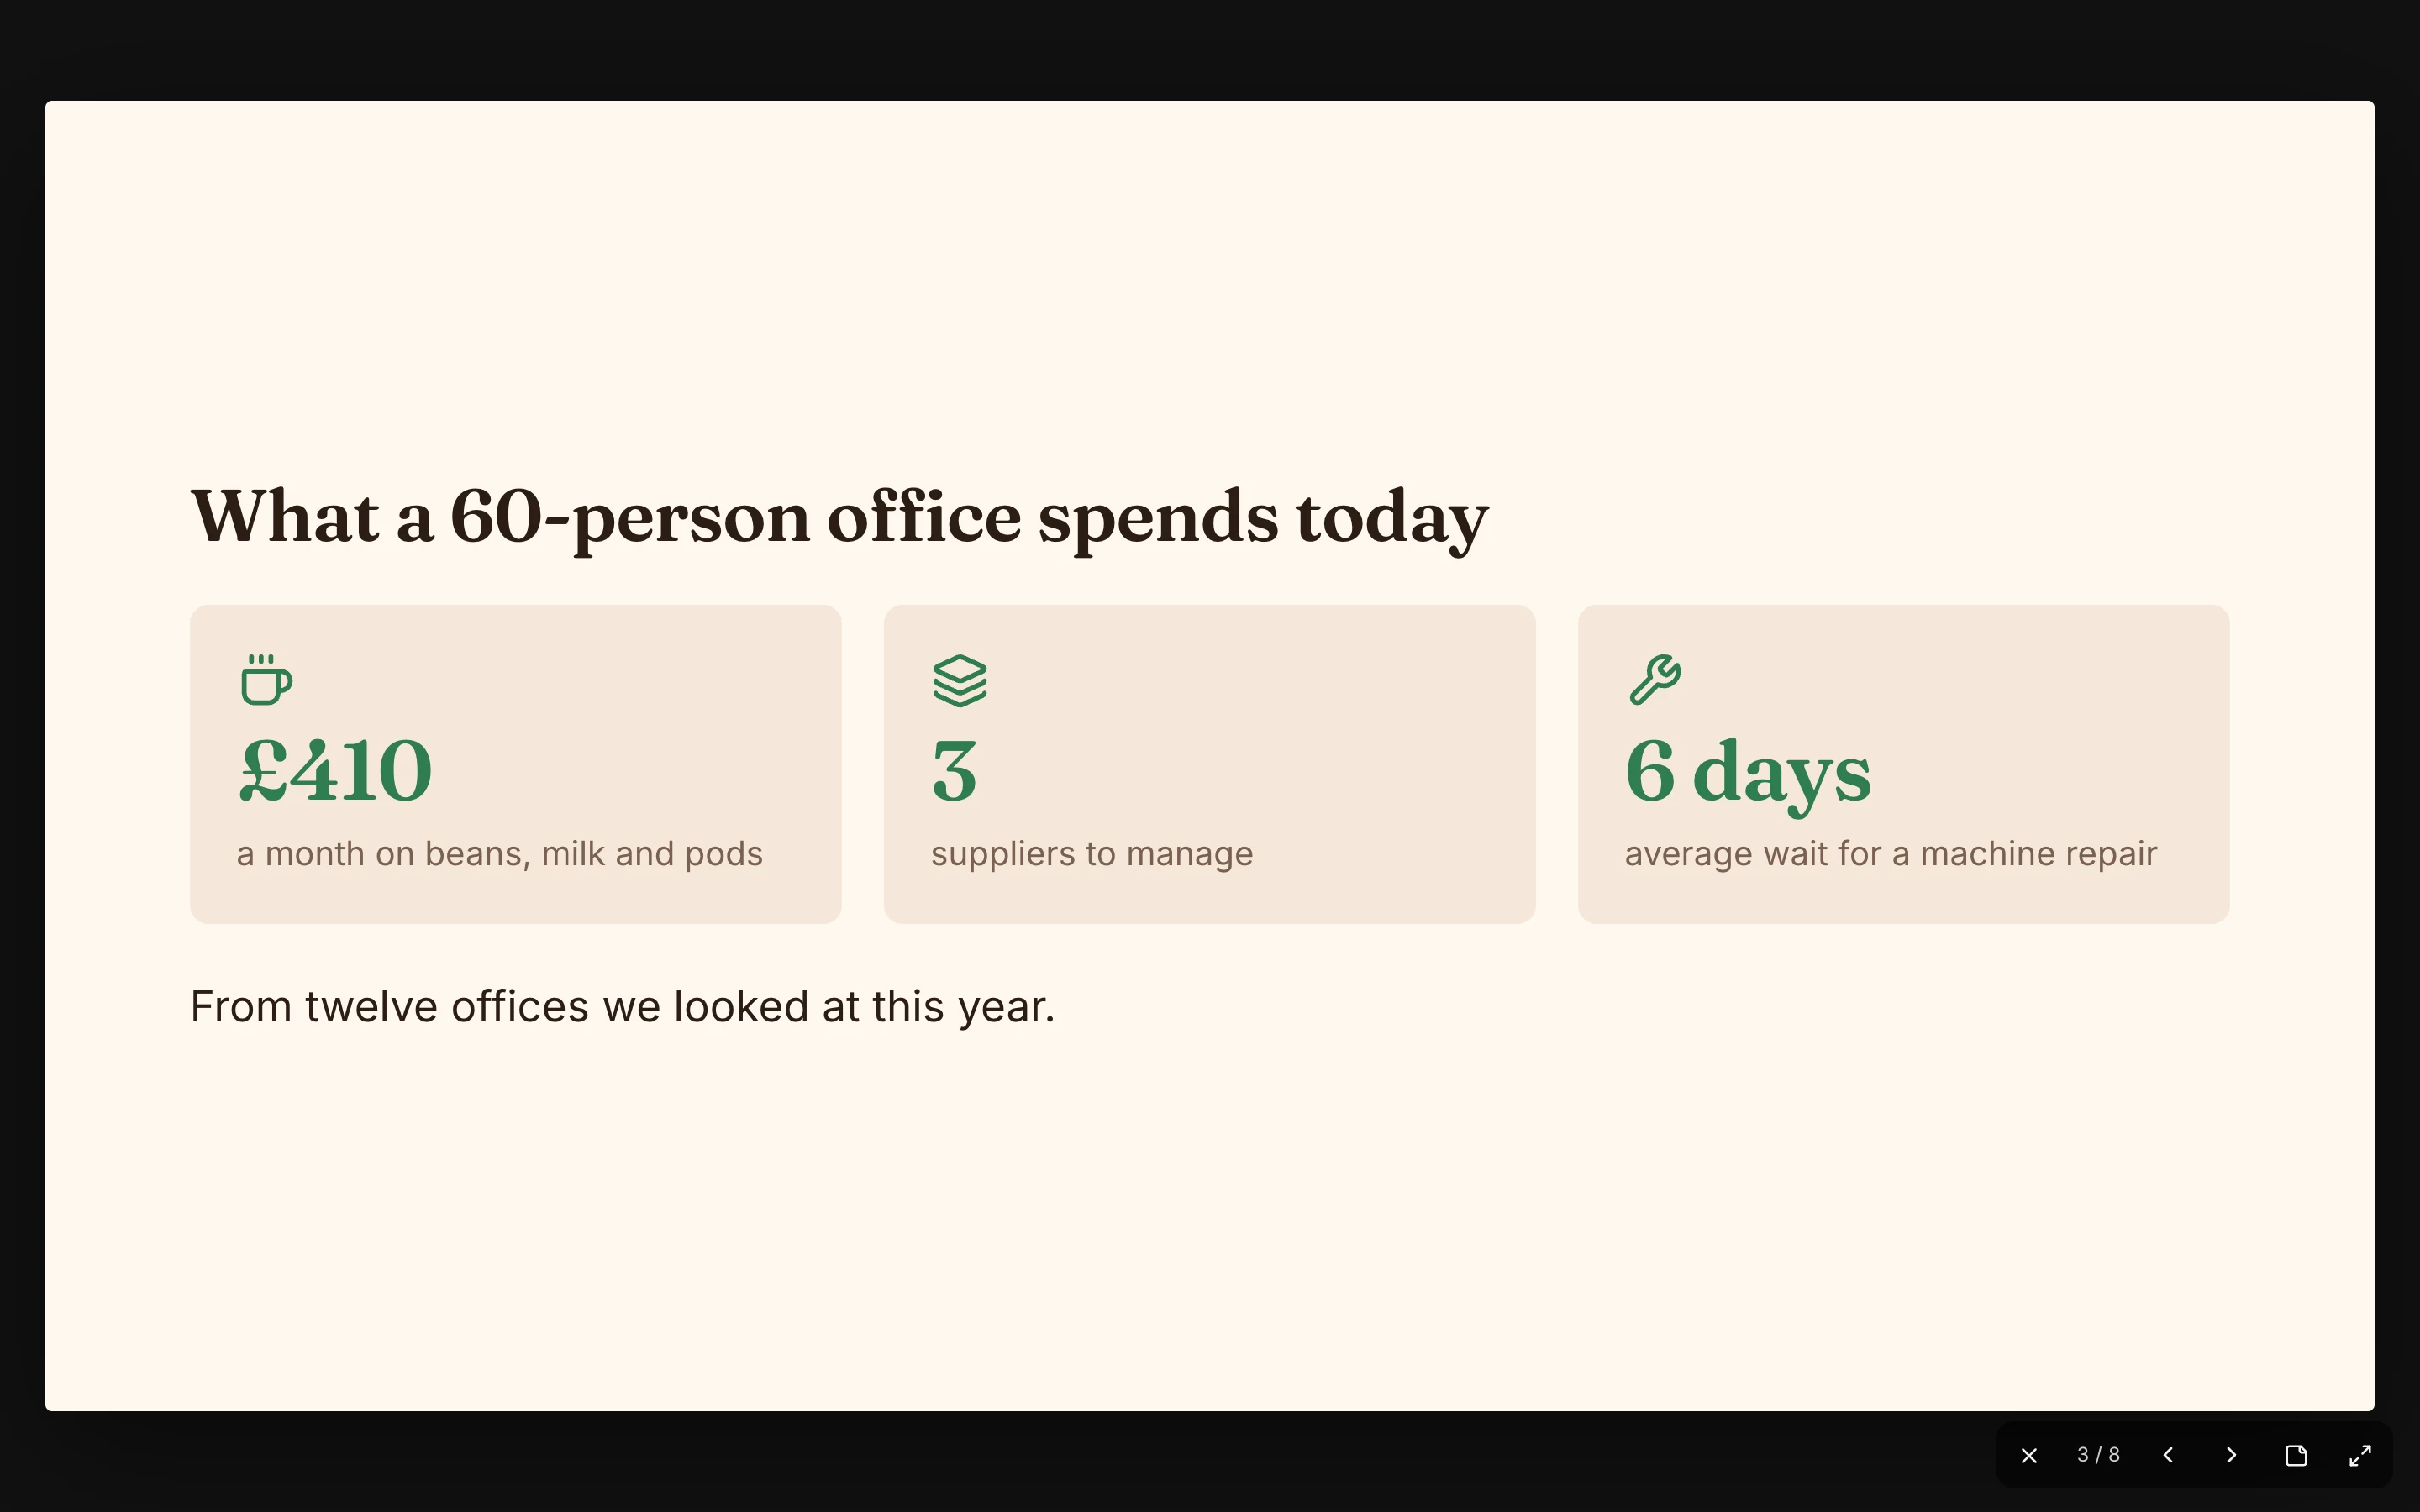 What a 60-person office spends today
£410
a month on beans, milk and pods
3
suppliers to manage
6 days
average wait for a machine repair
From twelve offices we looked at this year.
3 / 8